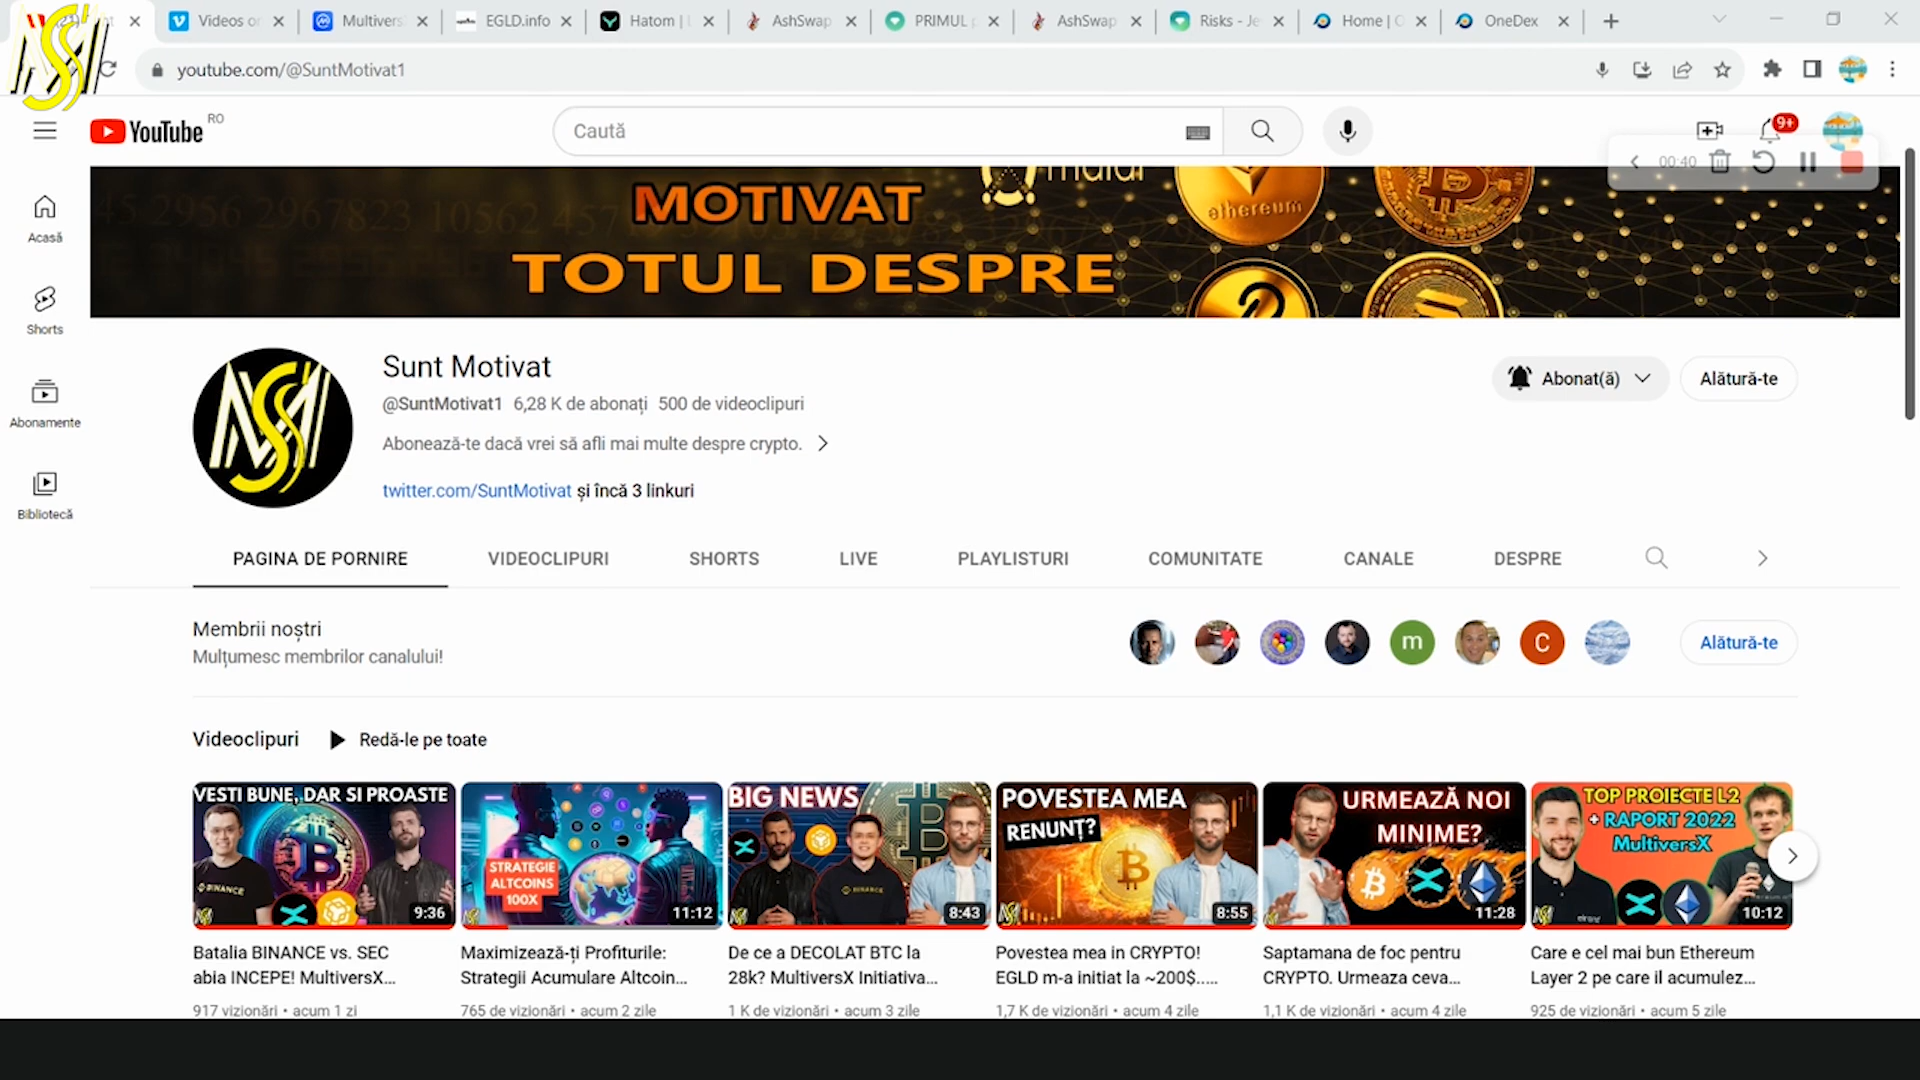 Videos or
Multivers
EGLD.info
Hatom | L
AshSwap
PRIMUL p
AshSwap
Risks - Je
Home | O
OneDex
youtube.com/@SuntMotivat1
YouTube RO
Caută
9+
00:40
MOTIVAT
TOTUL DESPRE
ethereum
Acasă
Shorts
Abonamente
Bibliotecă
Sunt Motivat
@SuntMotivat1 6,28 K de abonați 500 de videoclipuri
Abonează-te dacă vrei să afli mai multe despre crypto.
twitter.com/SuntMotivat și încă 3 linkuri
Abonat(ă)
Alătură-te
PAGINA DE PORNIRE VIDEOCLIPURI SHORTS LIVE PLAYLISTURI COMUNITATE CANALE DESPRE
Membrii noștri
Mulțumesc membrilor canalului!
m
C
Alătură-te
Videoclipuri Redă-le pe toate
VESTI BUNE, DAR SI PROASTE
BINANCE
9:36
STRATEGIE
ALTCOINS
100X
11:12
BIG NEWS
BINANCE
8:43
POVESTEA MEA
RENUNȚ?
8:55
URMEAZĂ NOI
MINIME?
11:28
TOP PROIECTE L2
+ RAPORT 2022
MultiversX
10:12
Batalia BINANCE vs. SEC
abia INCEPE! MultiversX...
917 vizionări • acum 1 zi
Maximizează-ți Profiturile:
Strategii Acumulare Altcoin...
765 de vizionări • acum 2 zile
De ce a DECOLAT BTC la
28k? MultiversX Initiativa...
1 K de vizionări • acum 3 zile
Povestea mea in CRYPTO!
EGLD m-a initiat la ~200$.....
1,7 K de vizionări • acum 4 zile
Saptamana de foc pentru
CRYPTO. Urmeaza ceva...
1,1 K de vizionări • acum 4 zile
Care e cel mai bun Ethereum
Layer 2 pe care il acumulez...
925 de vizionări • acum 5 zile